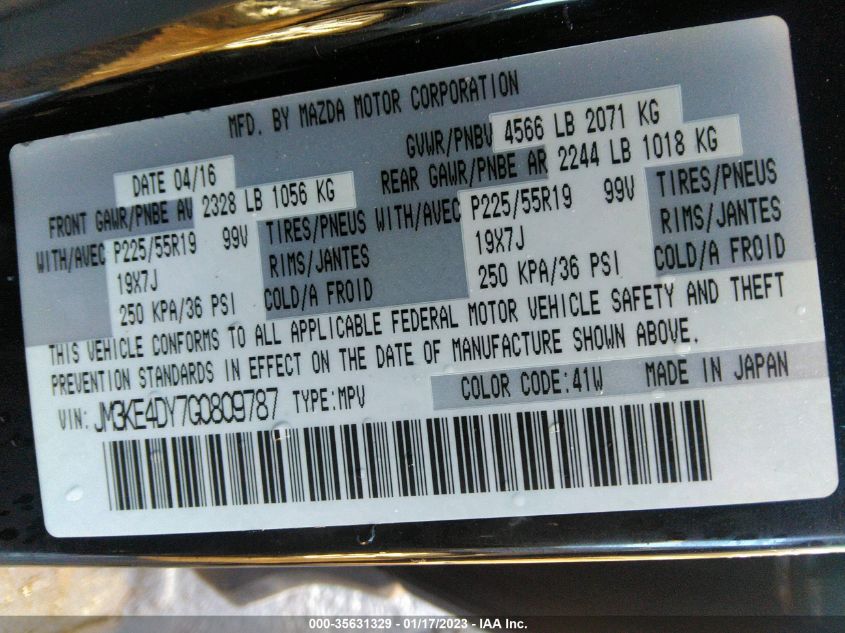 MFD. BY MAZDA MOTOR CORPORATION
DATE 04/16 GVWR/PNBV 4566 LB 2071 KG
FRONT GAWR/PNBE AV 2328 LB 1056 KG REAR GAWR/PNBE AR 2244 LB 1018 KG
WITH/AVEC P225/55R19 99V TIRES/PNEUS WITH/AVEC P225/55R19 99V TIRES/PNEUS
19X7J RIMS/JANTES 19X7J RIMS/JANTES
250 KPA/36 PSI COLD/A FROID 250 KPA/36 PSI COLD/A FROID
THIS VEHICLE CONFORMS TO ALL APPLICABLE FEDERAL MOTOR VEHICLE SAFETY AND THEFT
PREVENTION STANDARDS IN EFFECT ON THE DATE OF MANUFACTURE SHOWN ABOVE.
VIN: JM3KE4DY7G0809787 TYPE:MPV COLOR CODE:41W MADE IN JAPAN
000-35631329 - 01/17/2023 - IAA Inc.